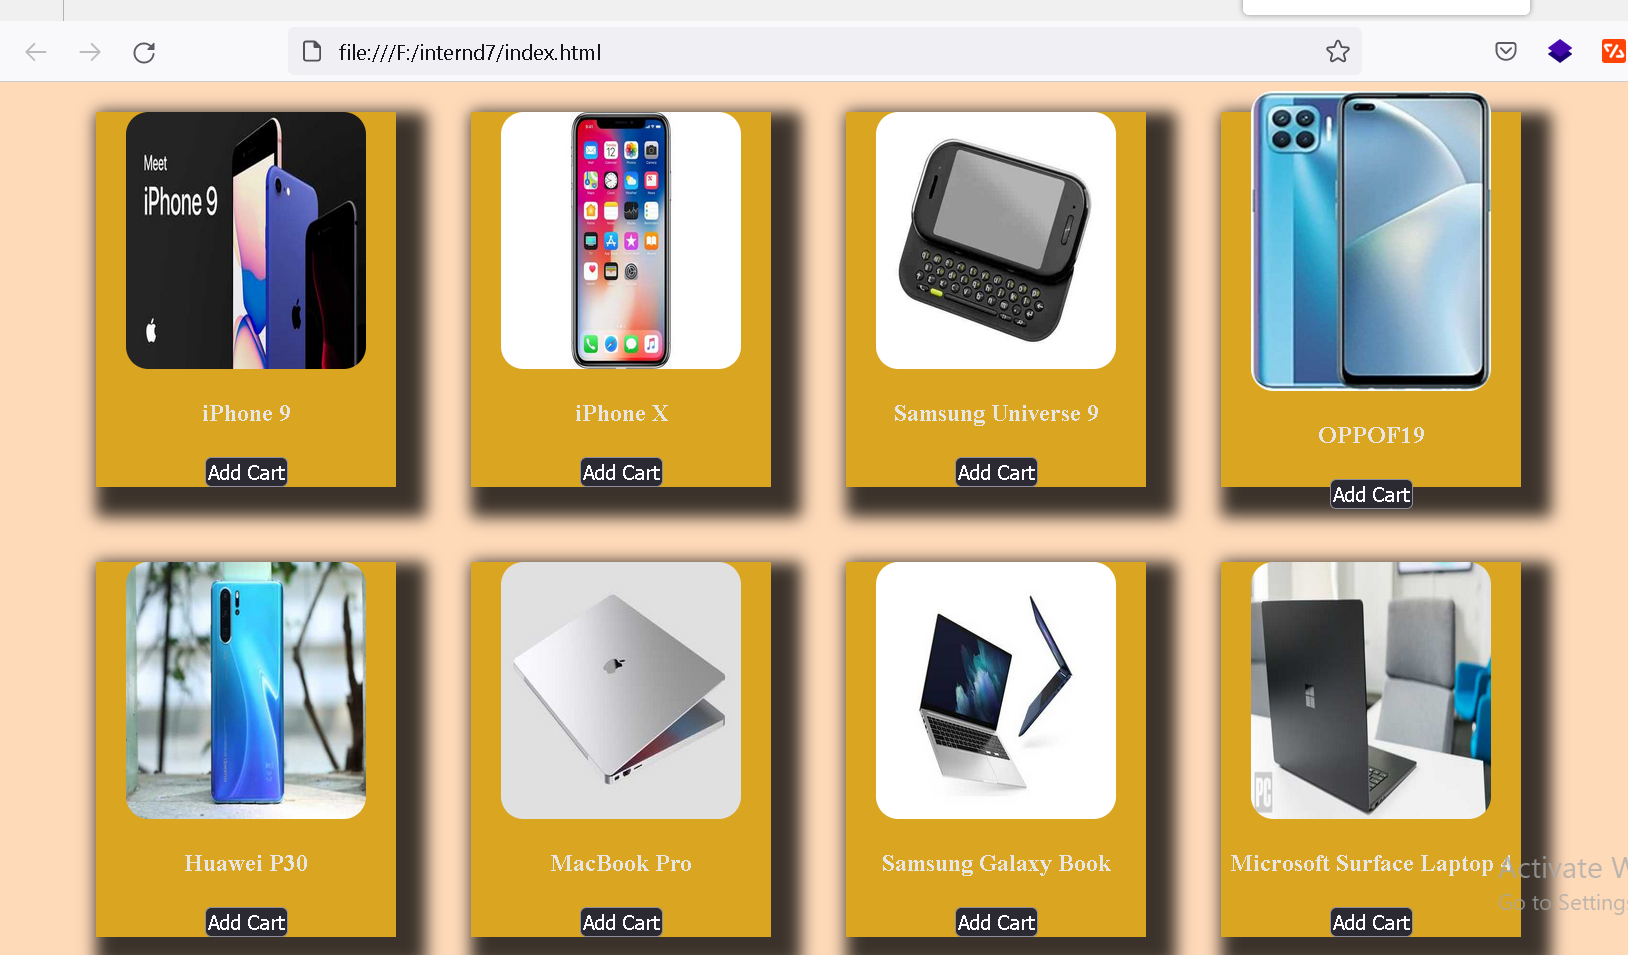 file:///F:/internd7/index.html
Meet
iPhone 9
iPhone 9
iPhone X
Samsung Universe 9
OPPOF19
Add Cart
Add Cart
Add Cart
Add Cart
PC
Huawei P30
MacBook Pro
Samsung Galaxy Book
Microsoft Surface Laptop 4
Add Cart
Add Cart
Add Cart
Add Cart
Activate W
Go to Settings